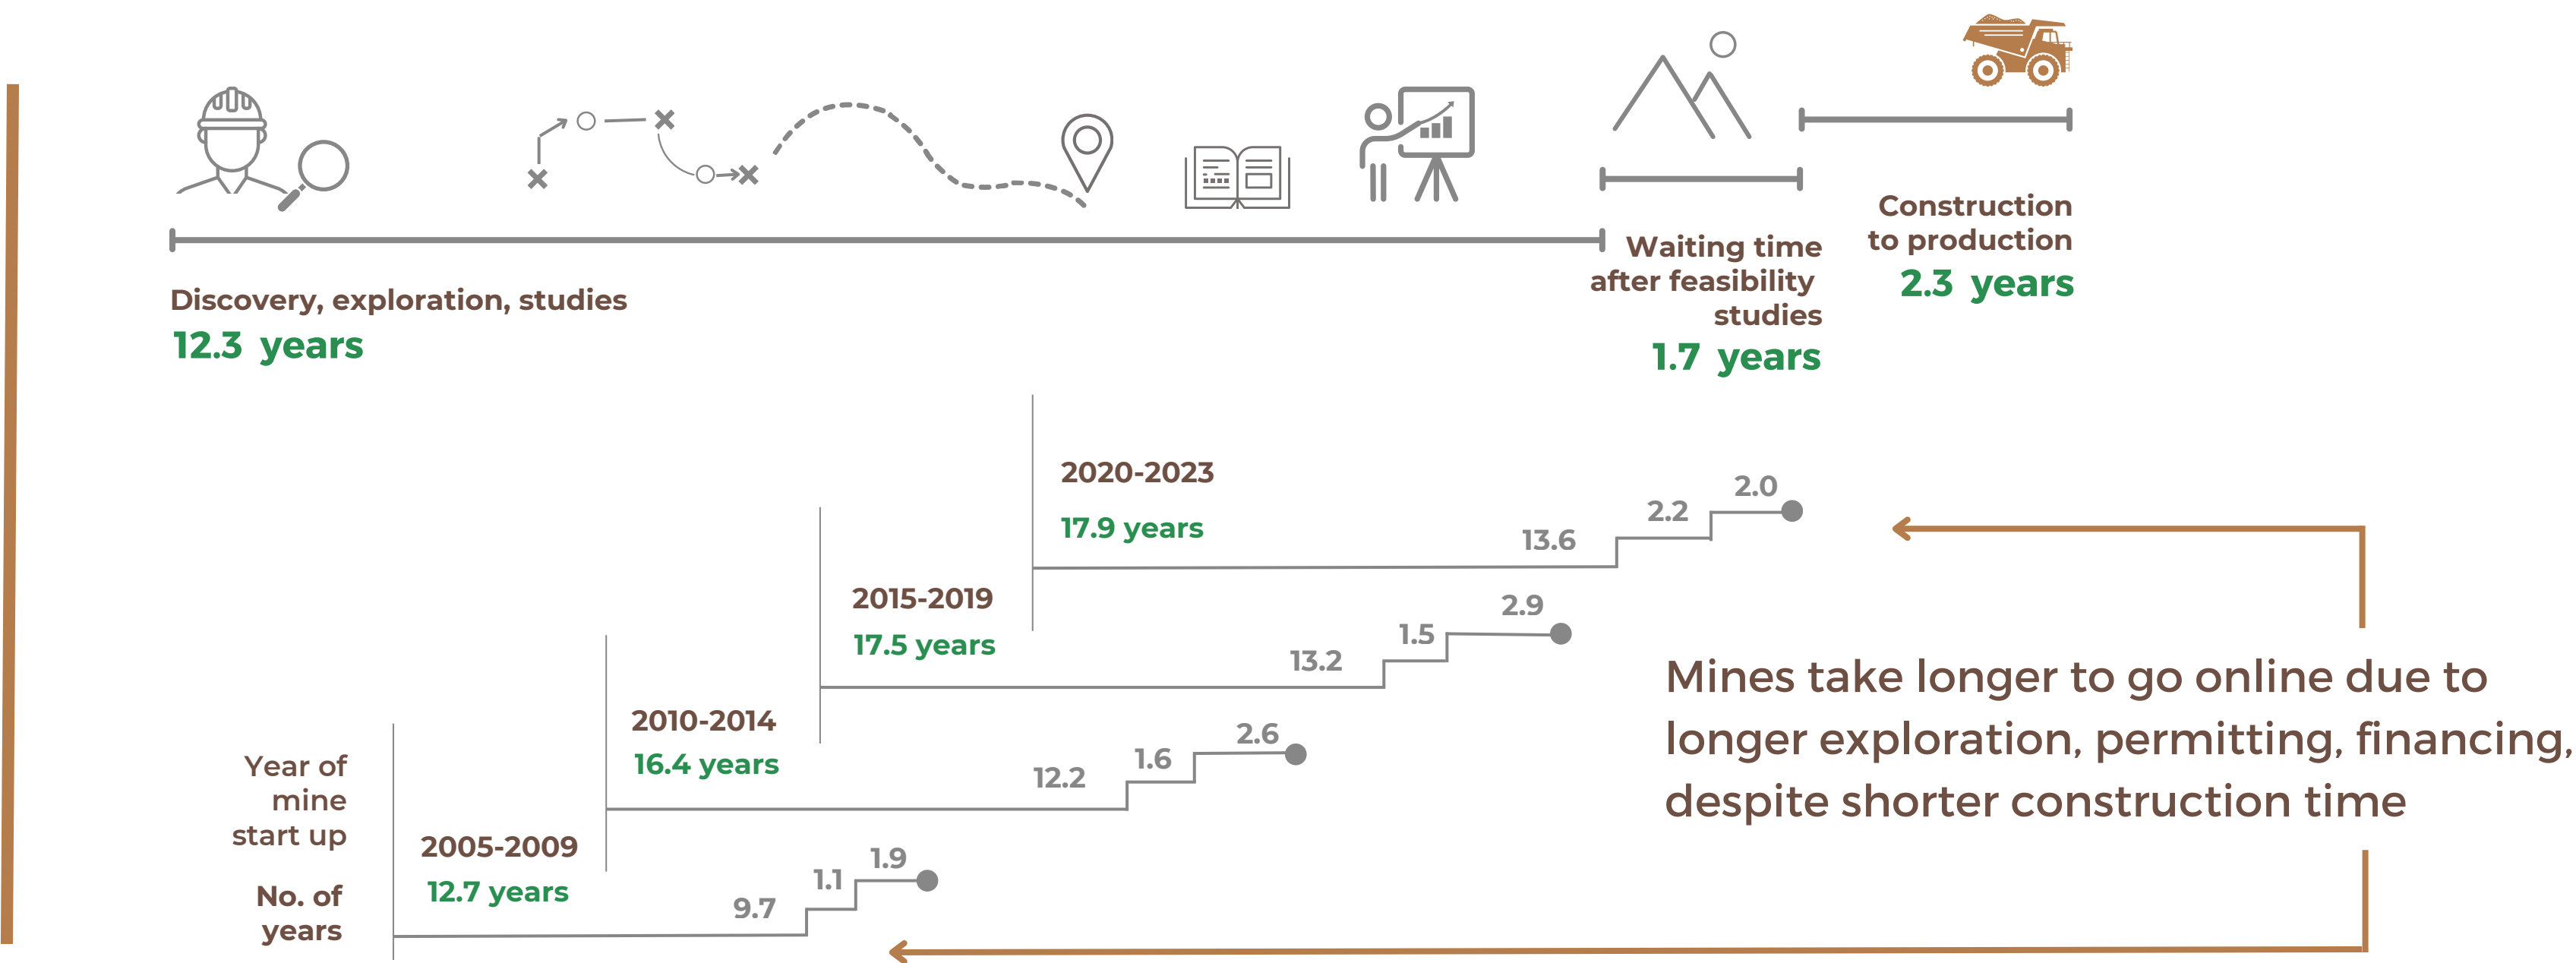 Discovery, exploration, studies
12.3 years
Waiting time
after feasibility
studies
1.7 years
Construction
to production
2.3 years
2020-2023
17.9 years
13.6
2.2
2.0
2015-2019
17.5 years
13.2
1.5
2.9
2010-2014
16.4 years
12.2
1.6
2.6
Year of
mine
start up
No. of
years
2005-2009
12.7 years
9.7
1.1
1.9
Mines take longer to go online due to
longer exploration, permitting, financing,
despite shorter construction time